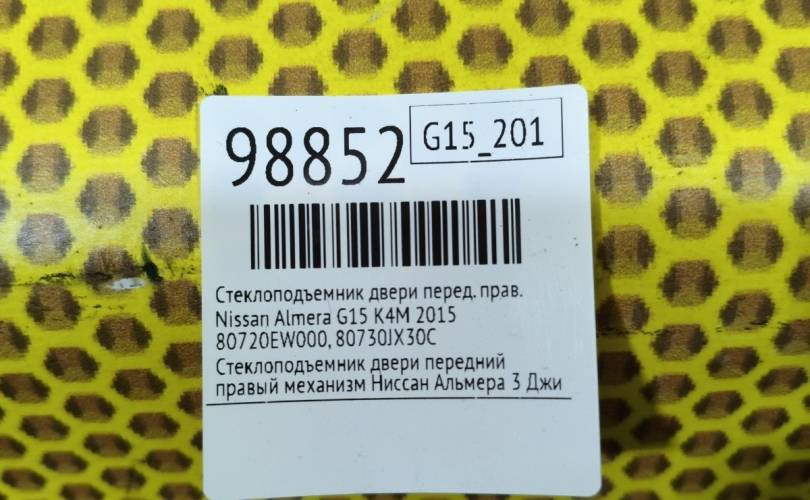 98852
G15_201
Стеклоподъемник двери перед. прав.
Nissan Almera G15 K4M 2015
80720EW000, 80730JX30C
Стеклоподъемник двери передний
правый механизм Ниссан Альмера 3 Джи